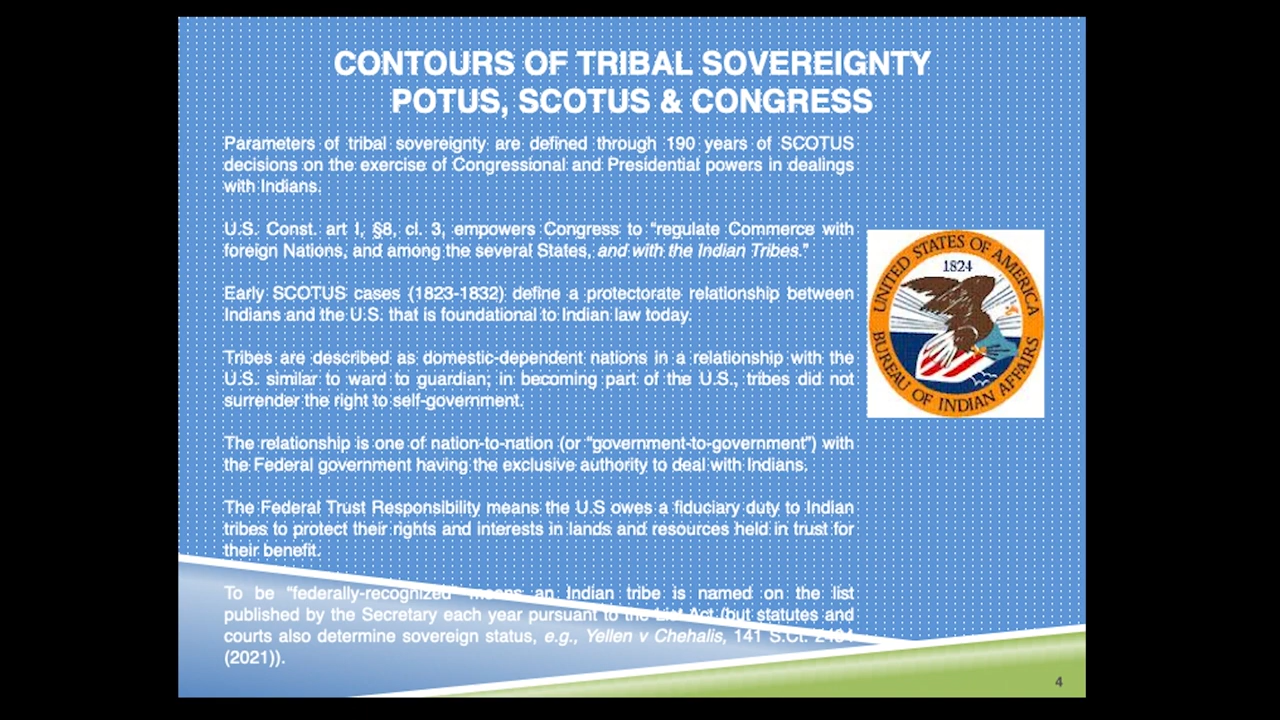 CONTOURS OF TRIBAL SOVEREIGNTY
POTUS, SCOTUS & CONGRESS
Parameters of tribal sovereignty are defined through 190 years of SCOTUS
decisions on the exercise of Congressional and Presidential powers in dealings
with Indians.
U.S. Const. art I, §8, cl. 3, empowers Congress to “regulate Commerce with
foreign Nations, and among the several States, and with the Indian Tribes.”
Early SCOTUS cases (1823-1832) define a protectorate relationship between
Indians and the U.S. that is foundational to Indian law today.
Tribes are described as domestic-dependent nations in a relationship with the
U.S. similar to ward to guardian; in becoming part of the U.S., tribes did not
surrender the right to self-government.
The relationship is one of nation-to-nation (or “government-to-government”) with
the Federal government having the exclusive authority to deal with Indians.
The Federal Trust Responsibility means the U.S owes a fiduciary duty to Indian
tribes to protect their rights and interests in lands and resources held in trust for
their benefit.
To be “federally-recognized” means an Indian tribe is named on the list
published by the Secretary each year pursuant to the List Act (but statutes and
courts also determine sovereign status, e.g., Yellen v Chehalis, 141 S.Ct.
(2021)).
UNITED STATES OF AMERICA
1824
BUREAU OF INDIAN AFFAIRS
4